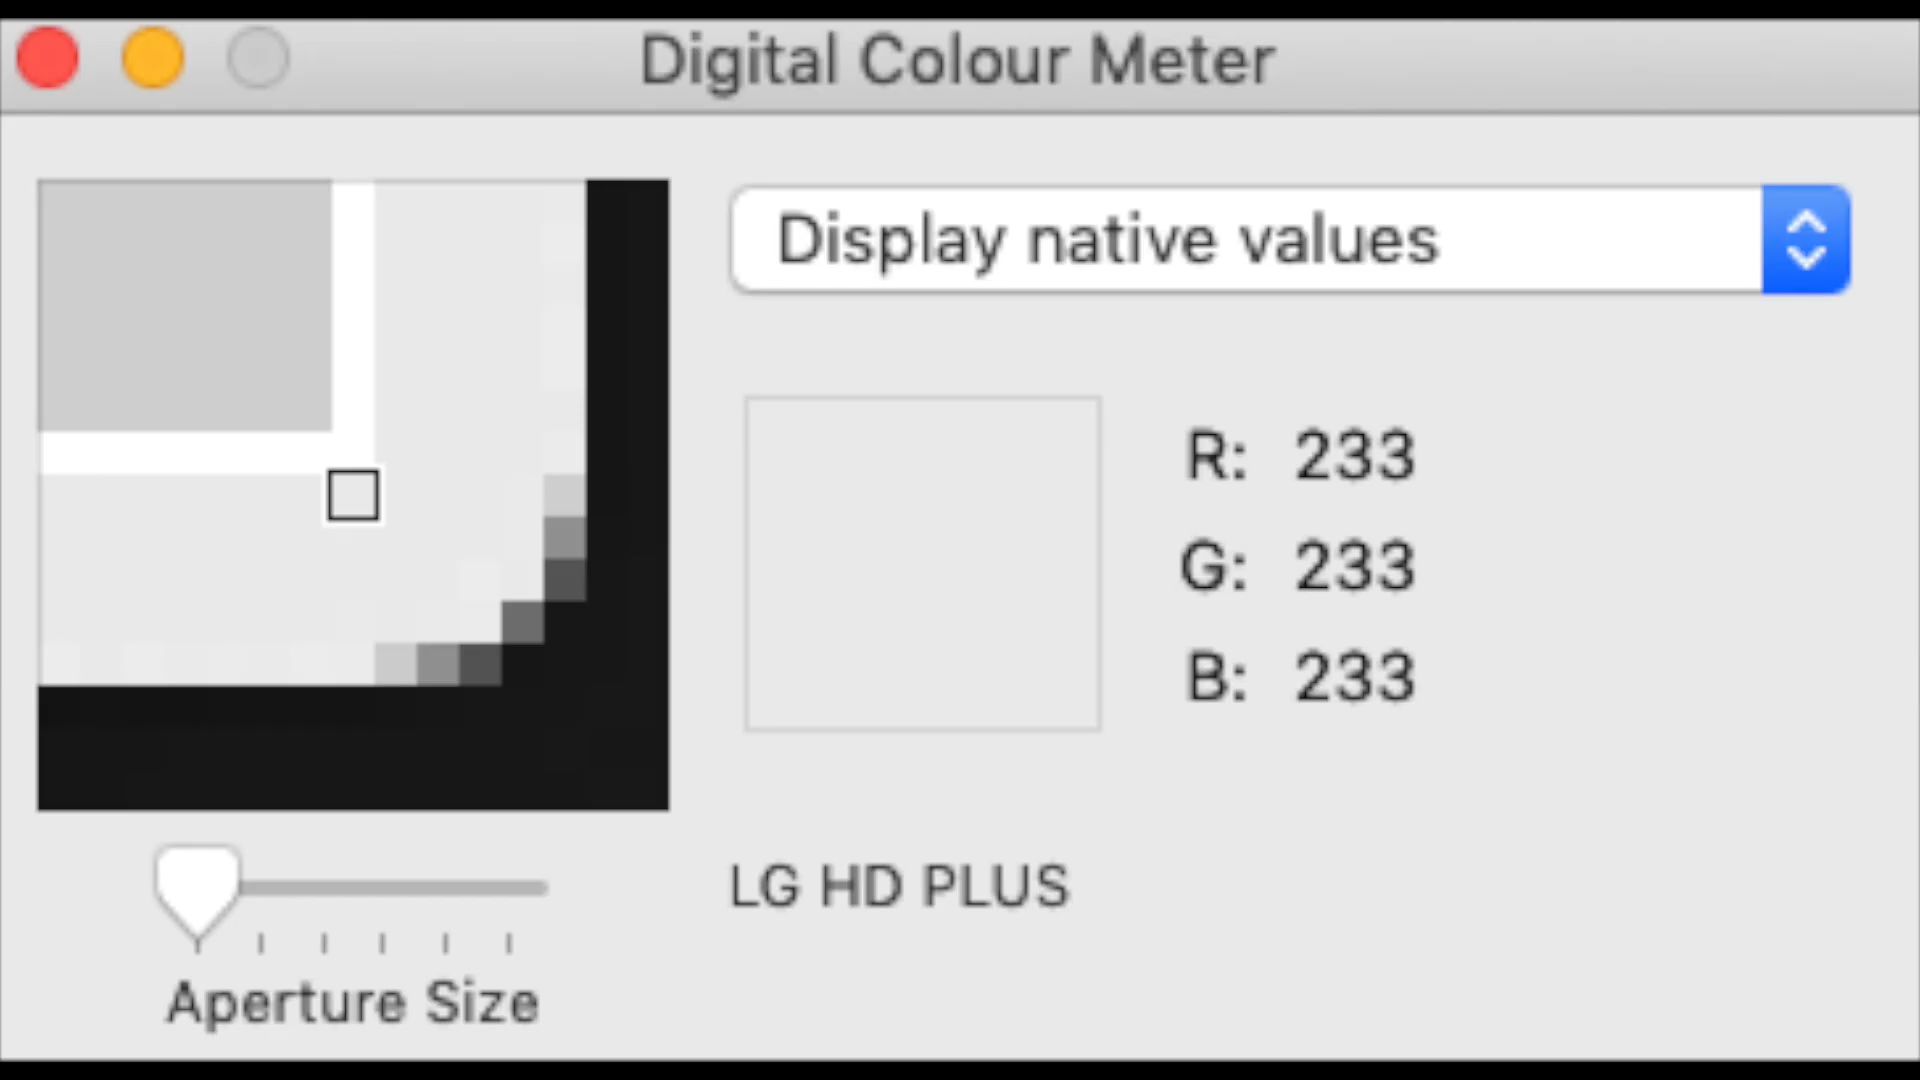 Digital Colour Meter
Display native values
R: 233
G: 233
B: 233
LG HD PLUS
Aperture Size